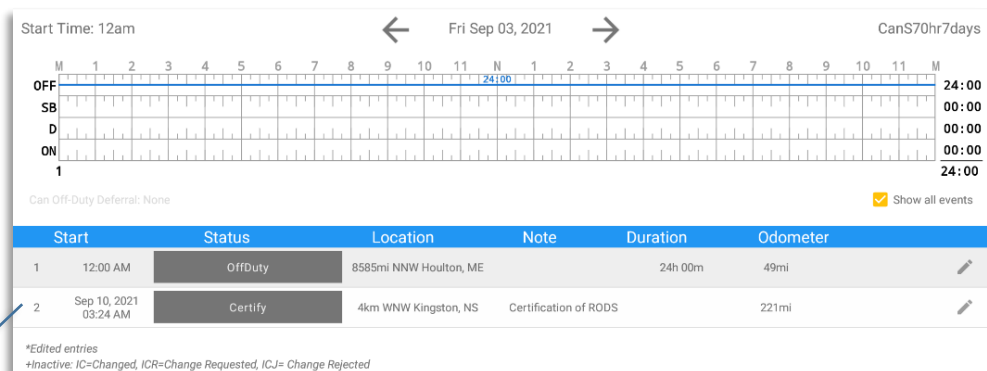 Start Time: 12am Fri Sep 03, 2021 CanS70hr7days
M 1 2 3 4 5 6 7 8 9 10 11 N 1 2 3 4 5 6 7 8 9 10 11 M
OFF 24:00 24:00
SB 00:00
D 00:00
ON 00:00
1 24:00
Can Off-Duty Deferral: None Show all events
Start Status Location Note Duration Odometer
1 12:00 AM OffDuty 8585mi NNW Houlton, ME 24h 00m 49mi
2 Sep 10, 2021 03:24 AM Certify 4km WNW Kingston, NS Certification of RODS 221mi
*Edited entries
+Inactive: IC=Changed, ICR=Change Requested, ICJ= Change Rejected